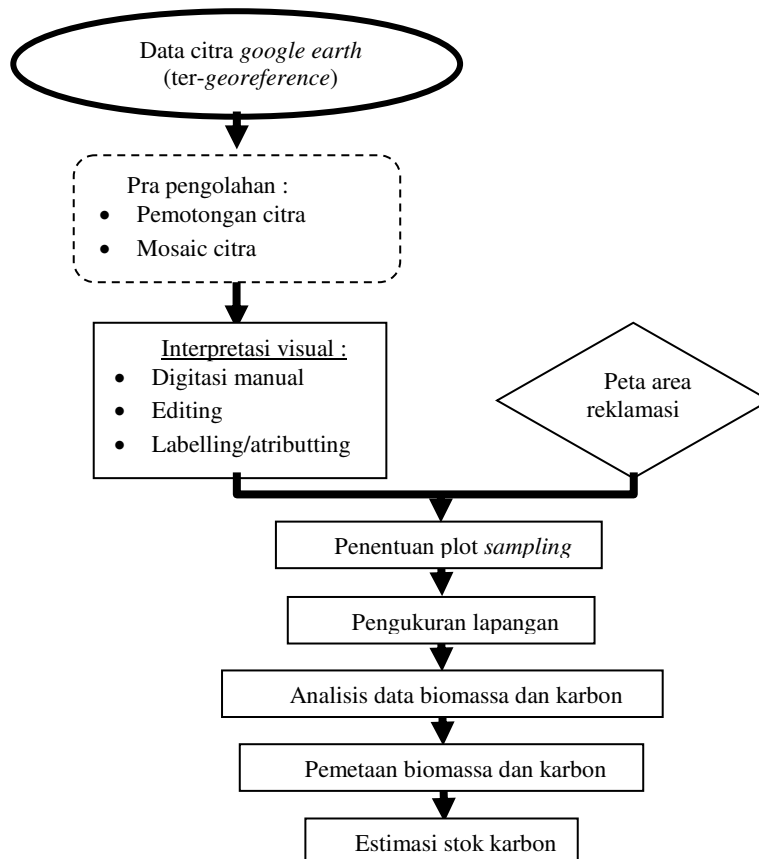 Data citra google earth
(ter-georeference)
Pra pengolahan :
• Pemotongan citra
• Mosaic citra
Interpretasi visual :
• Digitasi manual
• Editing
• Labelling/atributting
Peta area
reklamasi
Penentuan plot sampling
Pengukuran lapangan
Analisis data biomassa dan karbon
Pemetaan biomassa dan karbon
Estimasi stok karbon